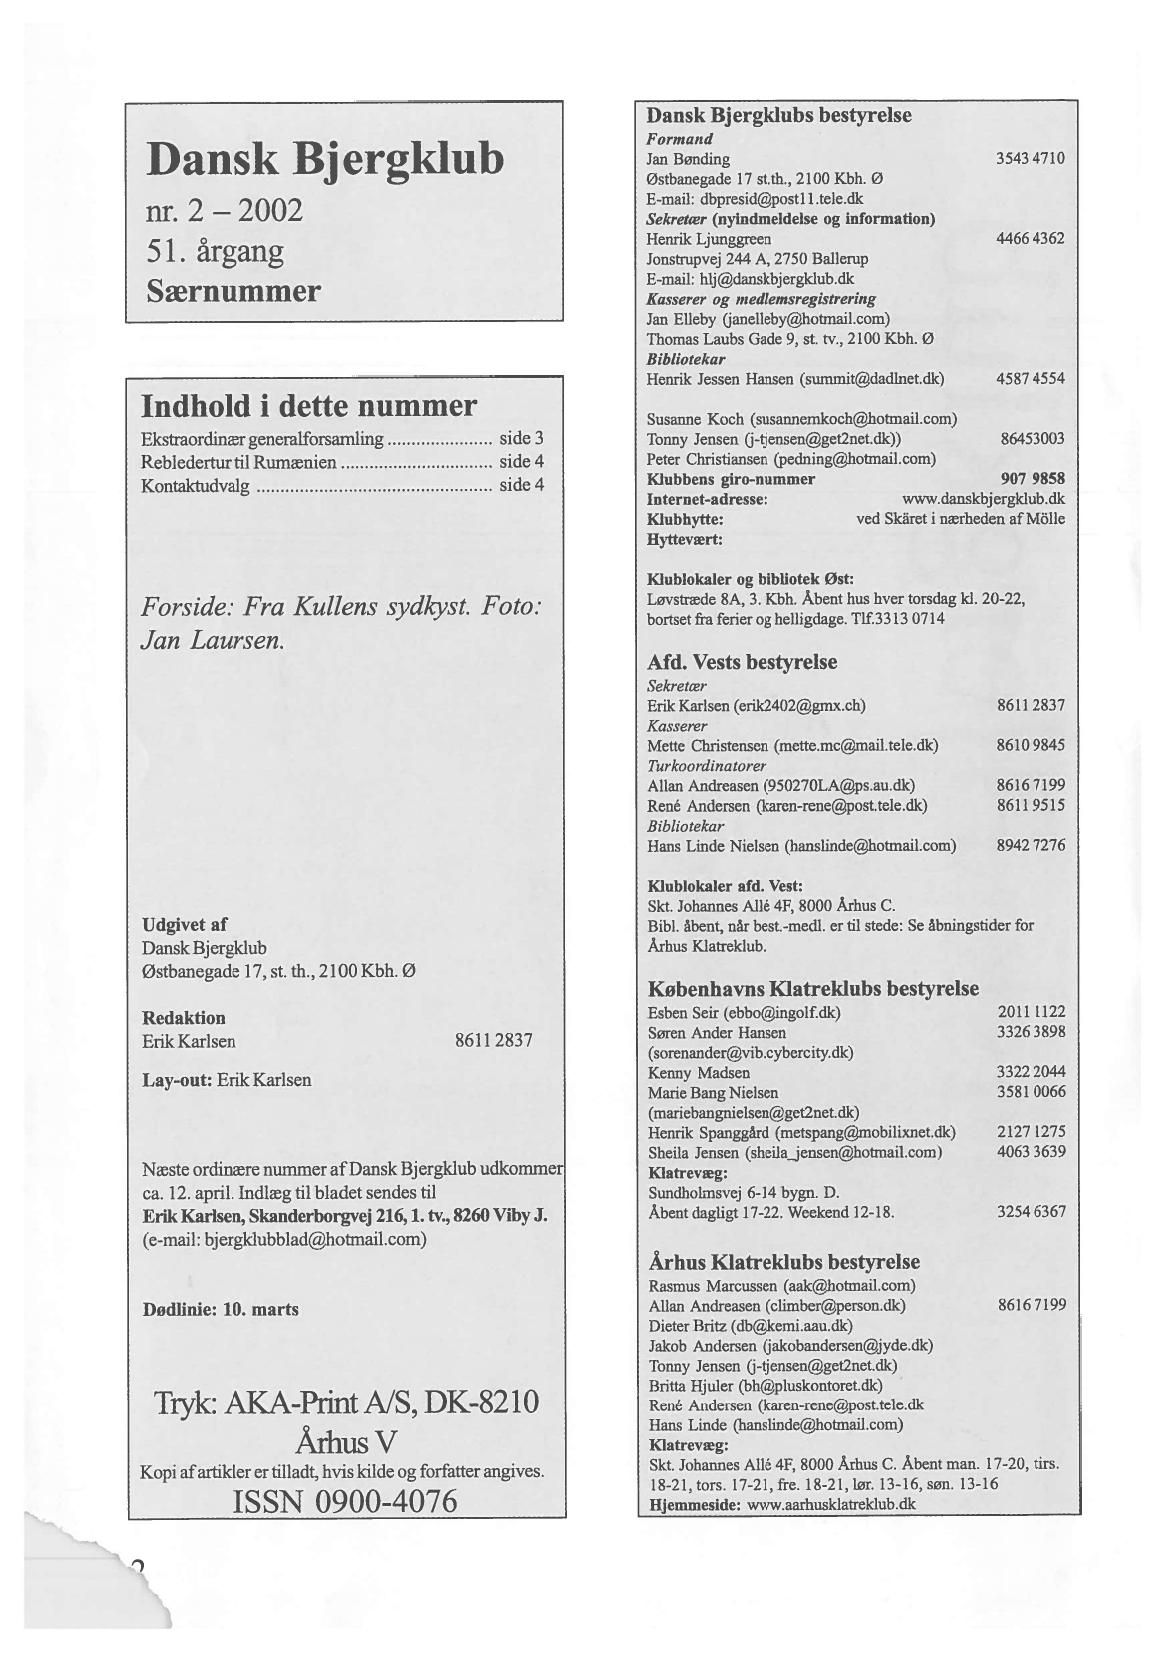 Dansk Bjergklub
nr. 2 – 2002
51. årgang
Særnummer
Indhold i dette nummer
Ekstraordinær generalforsamling ...................... side 3
Rebledertur til Rumænien ............................... side 4
Kontaktudvalg ................................................ side 4
Forside: Fra Kullens sydkyst. Foto:
Jan Laursen.
Udgivet af
Dansk Bjergklub
Østbanegade 17, st. th., 2100 Kbh. Ø
Redaktion
Erik Karlsen 8611 2837
Lay-out: Erik Karlsen
Næste ordinære nummer af Dansk Bjergklub udkommer
ca. 12. april. Indlæg til bladet sendes til
Erik Karlsen, Skanderborgvej 216, 1. tv., 8260 Viby J.
(e-mail: bjergklubblad@hotmail.com)
Dødlinie: 10. marts
Tryk: AKA-Print A/S, DK-8210
Århus V
Kopi af artikler er tilladt, hvis kilde og forfatter angives.
ISSN 0900-4076
2
Dansk Bjergklubs bestyrelse
Formand
Jan Bønding 3543 4710
Østbanegade 17 st.th., 2100 Kbh. Ø
E-mail: dbpresid@post11.tele.dk
Sekretær (nyindmeldelse og information)
Henrik Ljunggreen 4466 4362
Jonstrupvej 244 A, 2750 Ballerup
E-mail: hlj@danskbjergklub.dk
Kasserer og medlemsregistrering
Jan Elleby (janelleby@hotmail.com)
Thomas Laubs Gade 9, st. tv., 2100 Kbh. Ø
Bibliotekar
Henrik Jessen Hansen (summit@dadlnet.dk) 4587 4554
Susanne Koch (susannemkoch@hotmail.com)
Tonny Jensen (j-tjensen@get2net.dk)) 86453003
Peter Christiansen (pedning@hotmail.com)
Klubbens giro-nummer 907 9858
Internet-adresse: www.danskbjergklub.dk
Klubhytte: ved Skäret i nærheden af Mölle
Hyttevært:
Klublokaler og bibliotek Øst:
Løvstræde 8A, 3. Kbh. Åbent hus hver torsdag kl. 20-22,
bortset fra ferier og helligdage. Tlf.3313 0714
Afd. Vests bestyrelse
Sekretær
Erik Karlsen (erik2402@gmx.ch) 8611 2837
Kasserer
Mette Christensen (mette.mc@mail.tele.dk) 8610 9845
Turkoordinatorer
Allan Andreasen (950270LA@ps.au.dk) 8616 7199
René Andersen (karen-rene@post.tele.dk) 8611 9515
Bibliotekar
Hans Linde Nielsen (hanslinde@hotmail.com) 8942 7276
Klublokaler afd. Vest:
Skt. Johannes Allé 4F, 8000 Århus C.
Bibl. åbent, når best.-medl. er til stede: Se åbningstider for
Århus Klatreklub.
Københavns Klatreklubs bestyrelse
Esben Seir (ebbo@ingolf.dk) 2011 1122
Søren Ander Hansen 3326 3898
(sorenander@vib.cybercity.dk)
Kenny Madsen 3322 2044
Marie Bang Nielsen 3581 0066
(mariebangnielsen@get2net.dk)
Henrik Spanggård (metspang@mobilixnet.dk) 2127 1275
Sheila Jensen (sheila_jensen@hotmail.com) 4063 3639
Klatrevæg:
Sundholmsvej 6-14 bygn. D.
Åbent dagligt 17-22. Weekend 12-18. 3254 6367
Århus Klatreklubs bestyrelse
Rasmus Marcussen (aak@hotmail.com)
Allan Andreasen (climber@person.dk) 8616 7199
Dieter Britz (db@kemi.aau.dk)
Jakob Andersen (jakobandersen@jyde.dk)
Tonny Jensen (j-tjensen@get2net.dk)
Britta Hjuler (bh@pluskontoret.dk)
René Andersen (karen-rene@post.tele.dk
Hans Linde (hanslinde@hotmail.com)
Klatrevæg:
Skt. Johannes Allé 4F, 8000 Århus C. Åbent man. 17-20, tirs.
18-21, tors. 17-21, fre. 18-21, lør. 13-16, søn. 13-16
Hjemmeside: www.aarhusklatreklub.dk